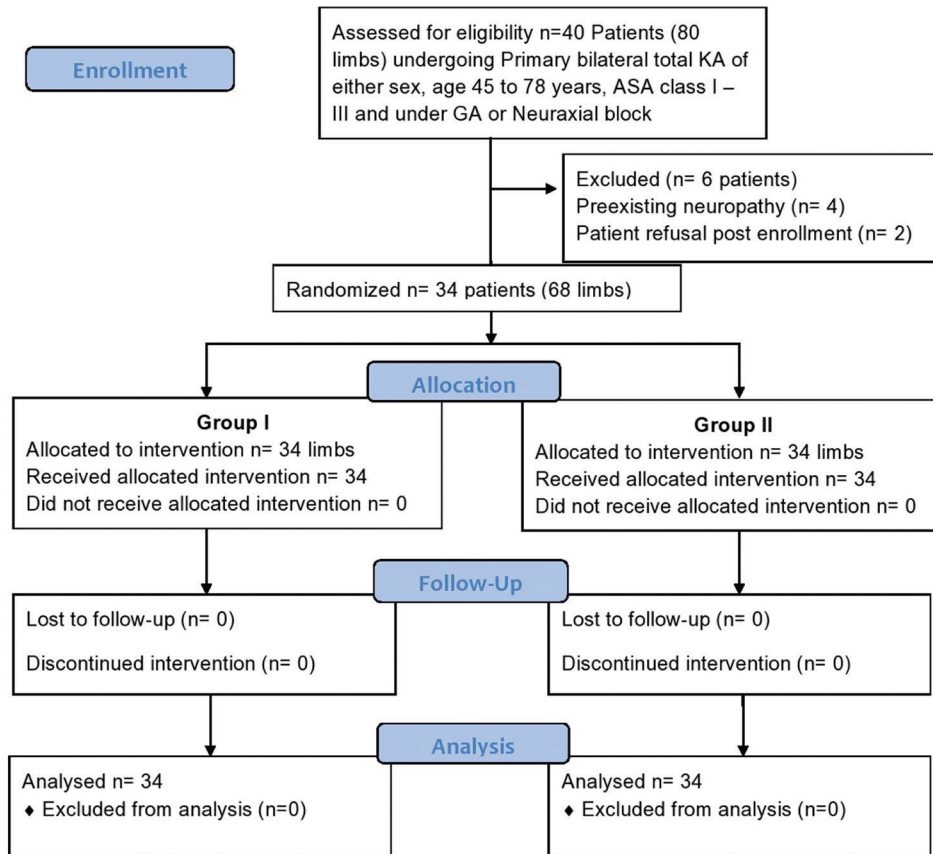 Enrollment
Assessed for eligibility n=40 Patients (80
limbs) undergoing Primary bilateral total KA of
either sex, age 45 to 78 years, ASA class I –
III and under GA or Neuraxial block
Excluded (n= 6 patients)
Preexisting neuropathy (n= 4)
Patient refusal post enrollment (n= 2)
Randomized n= 34 patients (68 limbs)
Allocation
Group I
Allocated to intervention n= 34 limbs
Received allocated intervention n= 34
Did not receive allocated intervention n= 0
Group II
Allocated to intervention n= 34 limbs
Received allocated intervention n= 34
Did not receive allocated intervention n= 0
Follow-Up
Lost to follow-up (n= 0)
Discontinued intervention (n= 0)
Lost to follow-up (n= 0)
Discontinued intervention (n= 0)
Analysis
Analysed n= 34
♦ Excluded from analysis (n=0)
Analysed n= 34
♦ Excluded from analysis (n=0)